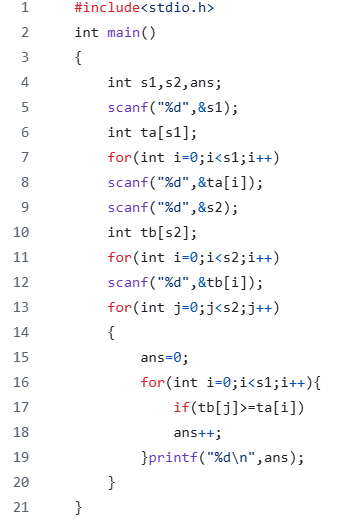 1 #include<stdio.h>
2 int main()
3 {
4     int s1,s2,ans;
5     scanf("%d",&s1);
6     int ta[s1];
7     for(int i=0;i<s1;i++)
8     scanf("%d",&ta[i]);
9     scanf("%d",&s2);
10     int tb[s2];
11     for(int i=0;i<s2;i++)
12     scanf("%d",&tb[i]);
13     for(int j=0;j<s2;j++)
14     {
15         ans=0;
16         for(int i=0;i<s1;i++){
17             if(tb[j]>=ta[i])
18             ans++;
19         }printf("%d\n",ans);
20     }
21 }